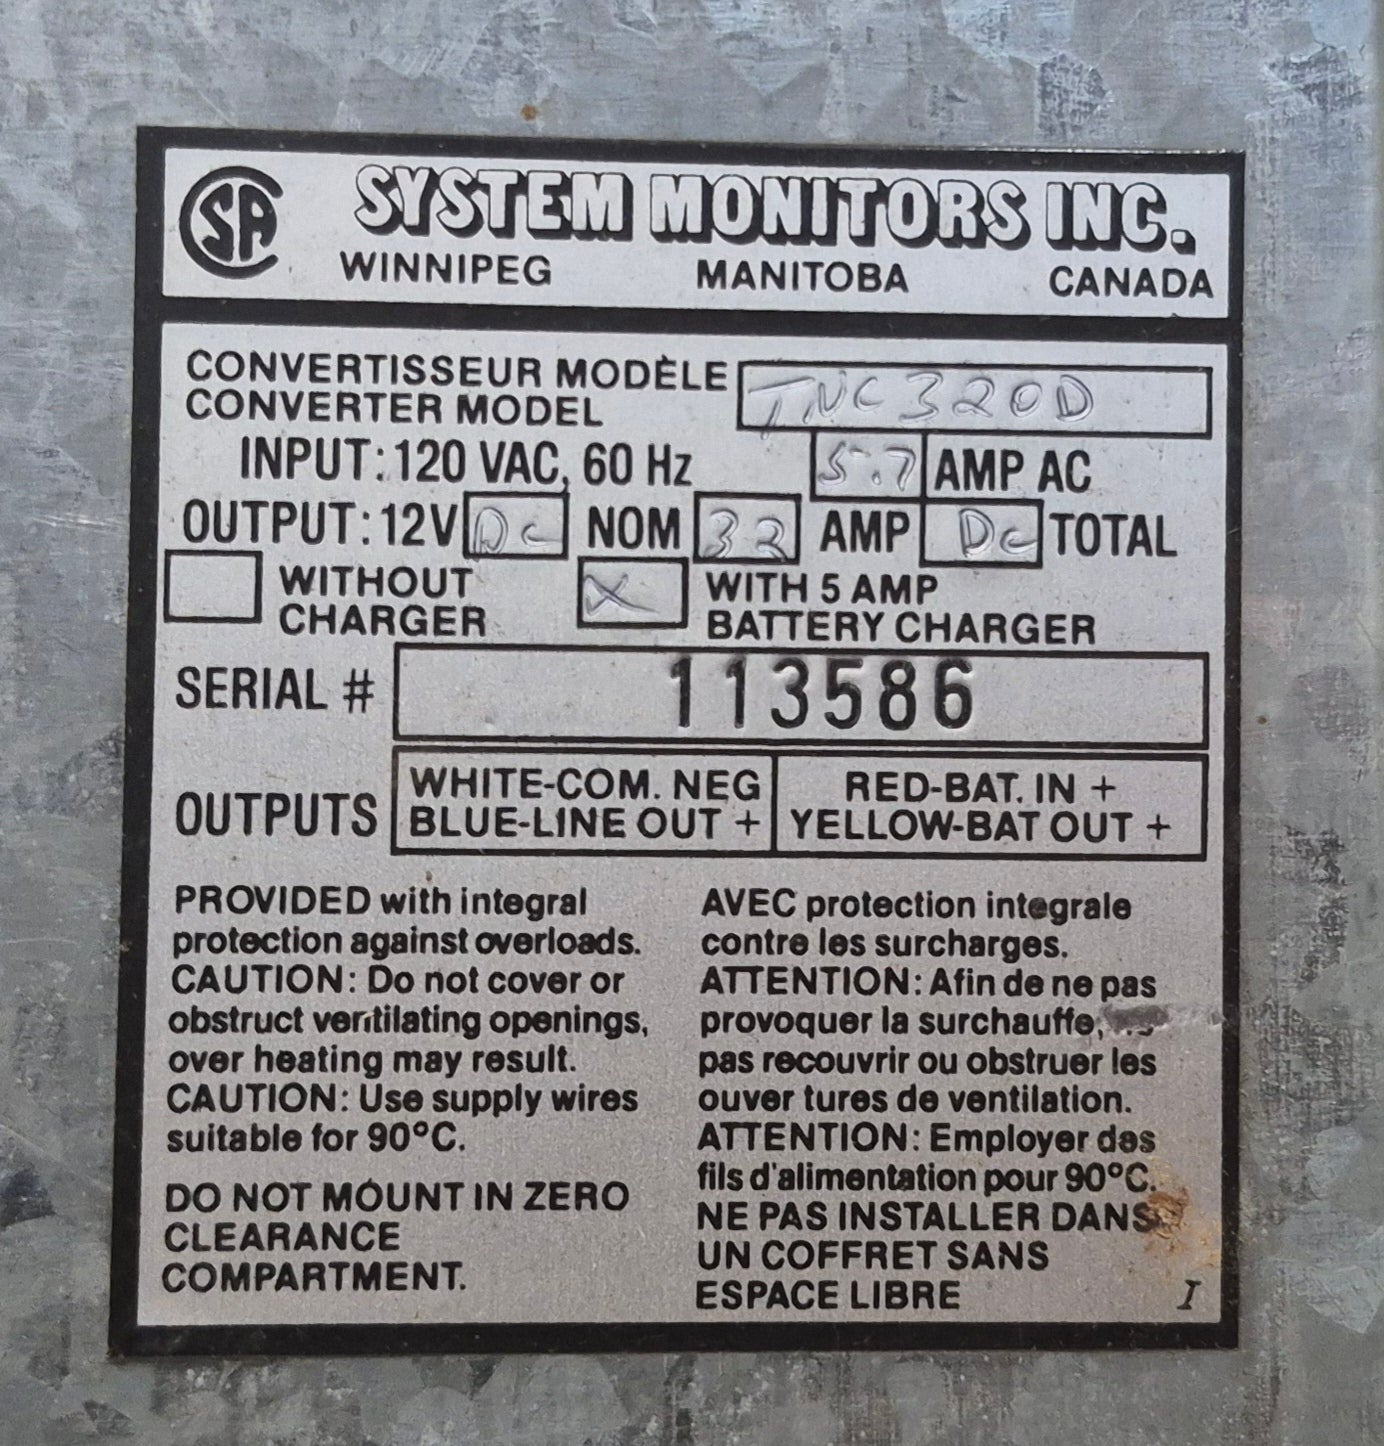 SA SYSTEM MONITORS INC.
WINNIPEG MANITOBA CANADA
CONVERTISSEUR MODÈLE
CONVERTER MODEL TNC320D
INPUT: 120 VAC, 60 Hz 5.7 AMP AC
OUTPUT: 12V DC NOM 32 AMP DC TOTAL
WITHOUT
CHARGER
X WITH 5 AMP
BATTERY CHARGER
SERIAL # 113586
OUTPUTS
WHITE-COM. NEG
BLUE-LINE OUT +
RED-BAT. IN +
YELLOW-BAT OUT +
PROVIDED with integral
protection against overloads.
CAUTION: Do not cover or
obstruct ventilating openings,
over heating may result.
CAUTION: Use supply wires
suitable for 90°C.
DO NOT MOUNT IN ZERO
CLEARANCE
COMPARTMENT.
AVEC protection integrale
contre les surcharges.
ATTENTION: Afin de ne pas
provoquer la surchauffe,
pas recouvrir ou obstruer les
ouver tures de ventilation.
ATTENTION: Employer des
fils d'alimentation pour 90°C.
NE PAS INSTALLER DANS
UN COFFRET SANS
ESPACE LIBRE
I